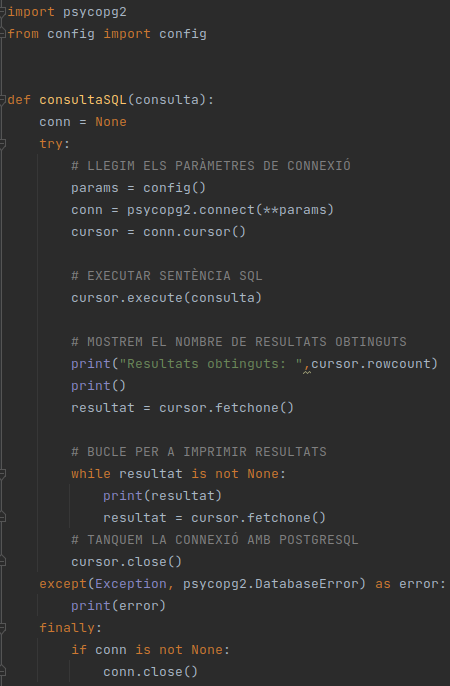 import psycopg2
from config import config
def consultaSQL(consulta):
    conn = None
    try:
        # LLEGIM ELS PARÀMETRES DE CONNEXIÓ
        params = config()
        conn = psycopg2.connect(**params)
        cursor = conn.cursor()
        # EXECUTAR SENTÈNCIA SQL
        cursor.execute(consulta)
        # MOSTREM EL NOMBRE DE RESULTATS OBTINGUTS
        print("Resultats obtinguts: ",cursor.rowcount)
        print()
        resultat = cursor.fetchone()
        # BUCLE PER A IMPRIMIR RESULTATS
        while resultat is not None:
            print(resultat)
            resultat = cursor.fetchone()
        # TANQUEM LA CONNEXIÓ AMB POSTGRESQL
        cursor.close()
    except(Exception, psycopg2.DatabaseError) as error:
        print(error)
    finally:
        if conn is not None:
            conn.close()